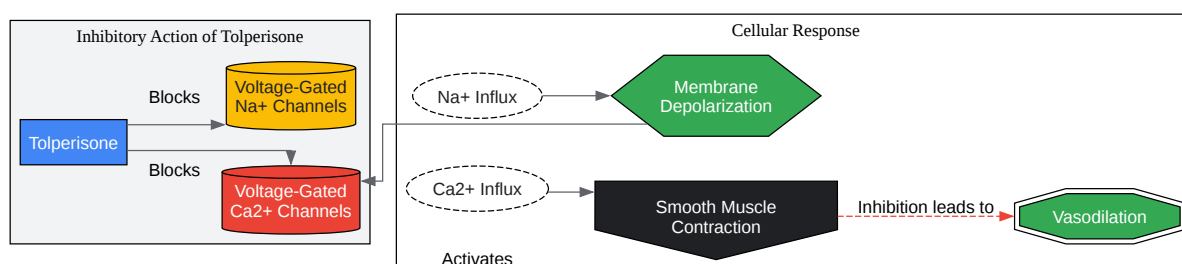 Inhibitory Action of Tolperisone
Cellular Response
Voltage-Gated
Na+ Channels
Blocks
Tolperisone
Blocks
Voltage-Gated
Ca2+ Channels
Na+ Influx
Membrane
Depolarization
Ca2+ Influx
Smooth Muscle
Contraction
Inhibition leads to
Vasodilation
Activates